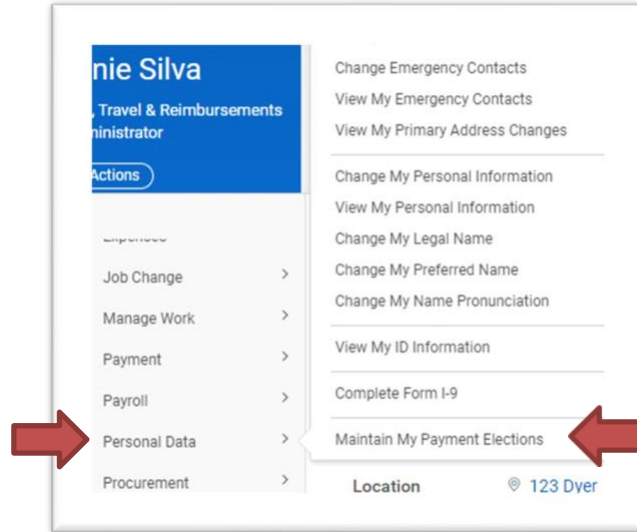 nie Silva
, Travel & Reimbursements
ninistrator
Actions
Expenses
Job Change
Manage Work
Payment
Payroll
Personal Data
Procurement
Change Emergency Contacts
View My Emergency Contacts
View My Primary Address Changes
Change My Personal Information
View My Personal Information
Change My Legal Name
Change My Preferred Name
Change My Name Pronunciation
View My ID Information
Complete Form I-9
Maintain My Payment Elections
Location 123 Dyer